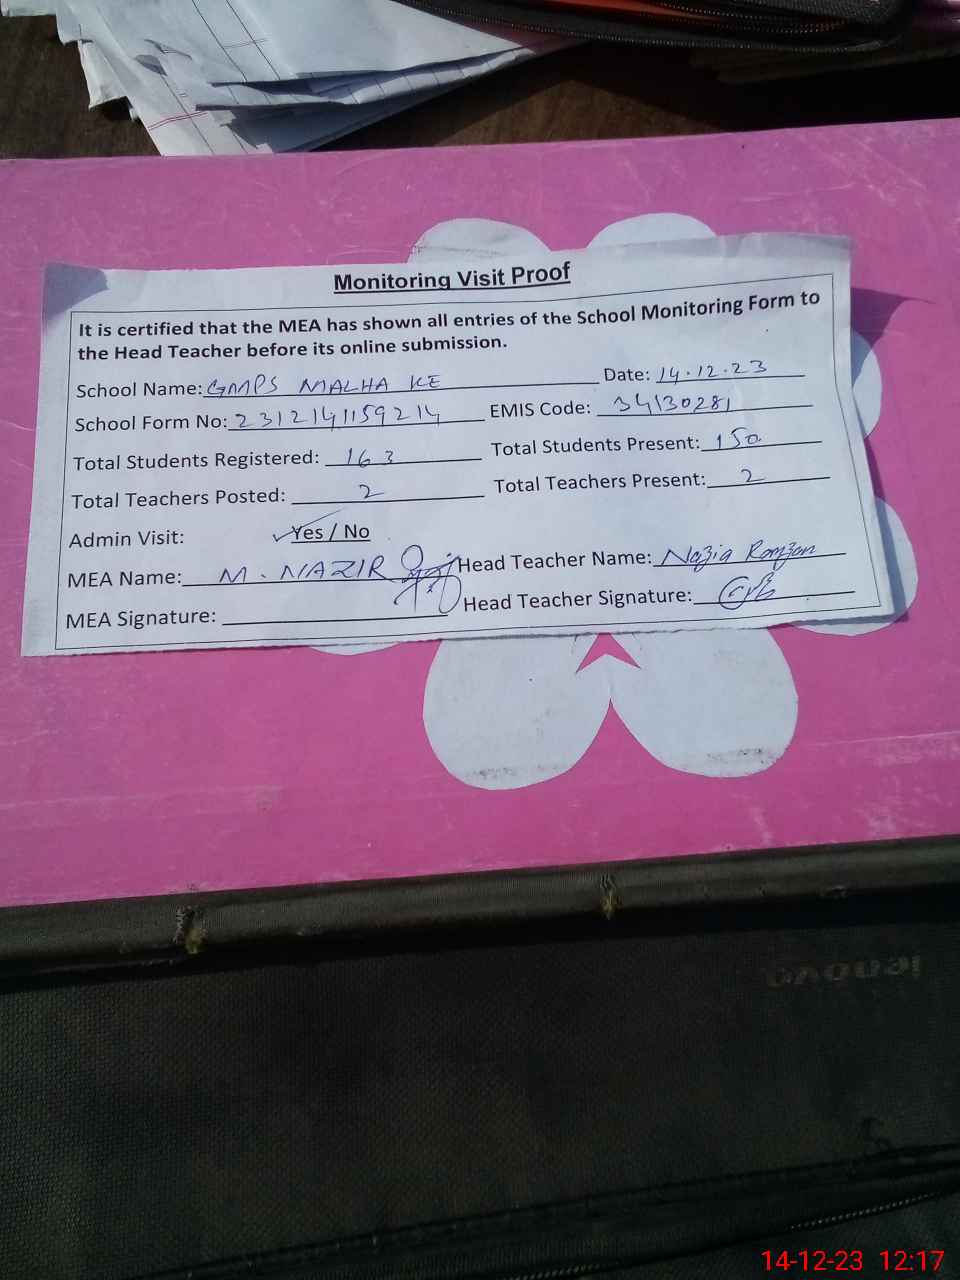 Monitoring Visit Proof
It is certified that the MEA has shown all entries of the School Monitoring Form to
the Head Teacher before its online submission.
School Name: GMPS MALHA KE Date: 14.12.23
School Form No: 2312141159214 EMIS Code: 34130281
Total Students Registered: 163 Total Students Present: 150
Total Teachers Posted: 2 Total Teachers Present: 2
Admin Visit: Yes / No
MEA Name: M. NAZIR Head Teacher Name: Nazia Ramzan
MEA Signature: Head Teacher Signature:
lenovo
14-12-23 12:17